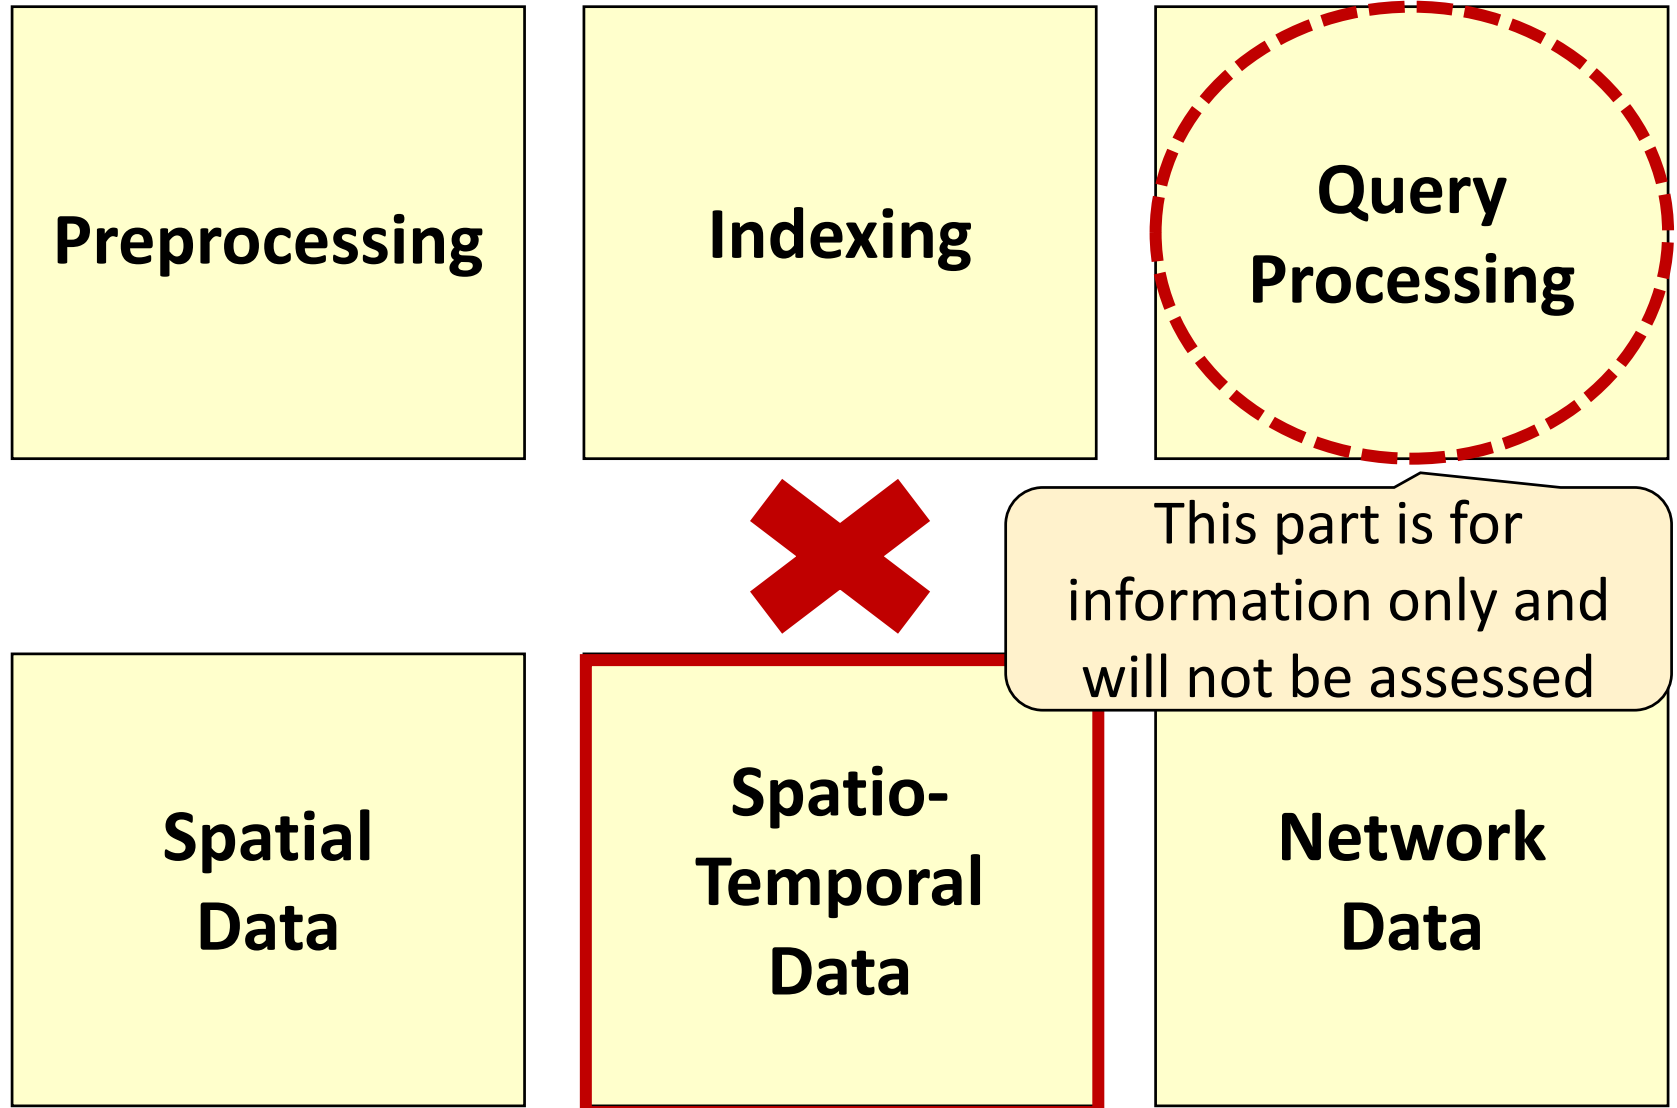 Preprocessing
Indexing
Query
Processing
This part is for
information only and
will not be assessed
Spatial
Data
Spatio-
Temporal
Data
Network
Data